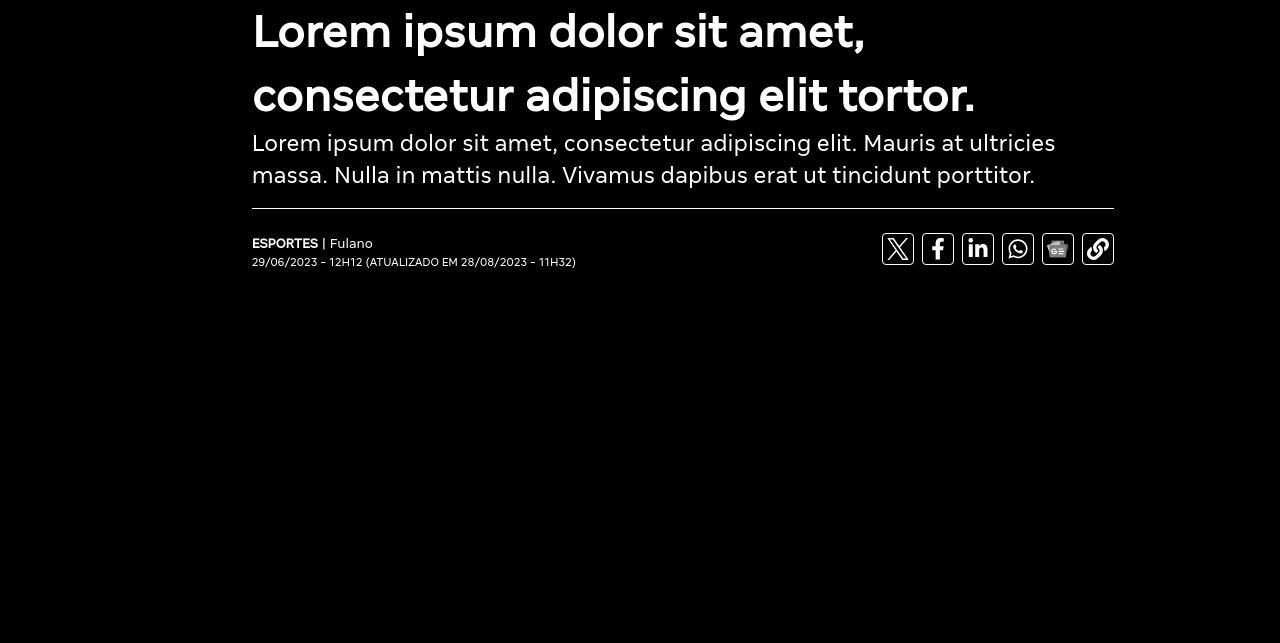 Lorem ipsum dolor sit amet,
consectetur adipiscing elit tortor.
Lorem ipsum dolor sit amet, consectetur adipiscing elit. Mauris at ultricies
massa. Nulla in mattis nulla. Vivamus dapibus erat ut tincidunt porttitor.
ESPORTES | Fulano
29/06/2023 - 12H12 (ATUALIZADO EM 28/08/2023 - 11H32)